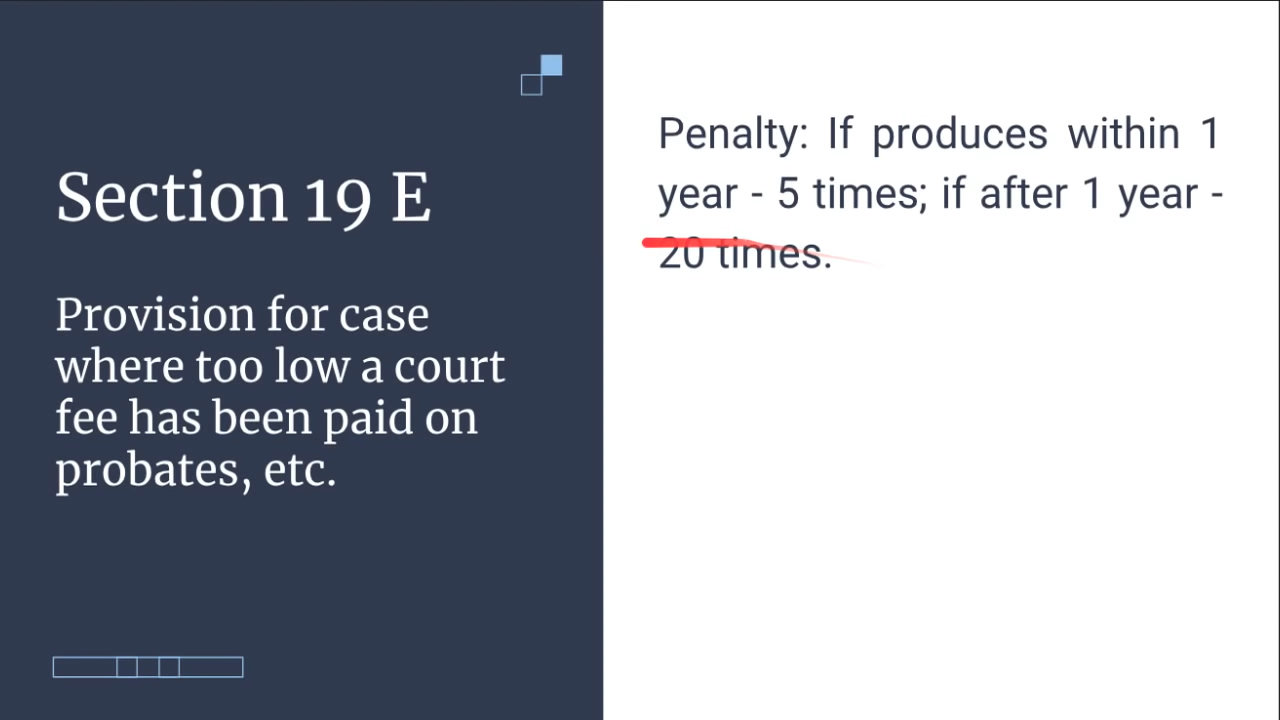 Section 19 E
Provision for case
where too low a court
fee has been paid on
probates, etc.
Penalty: If produces within 1
year - 5 times; if after 1 year -
20 times.